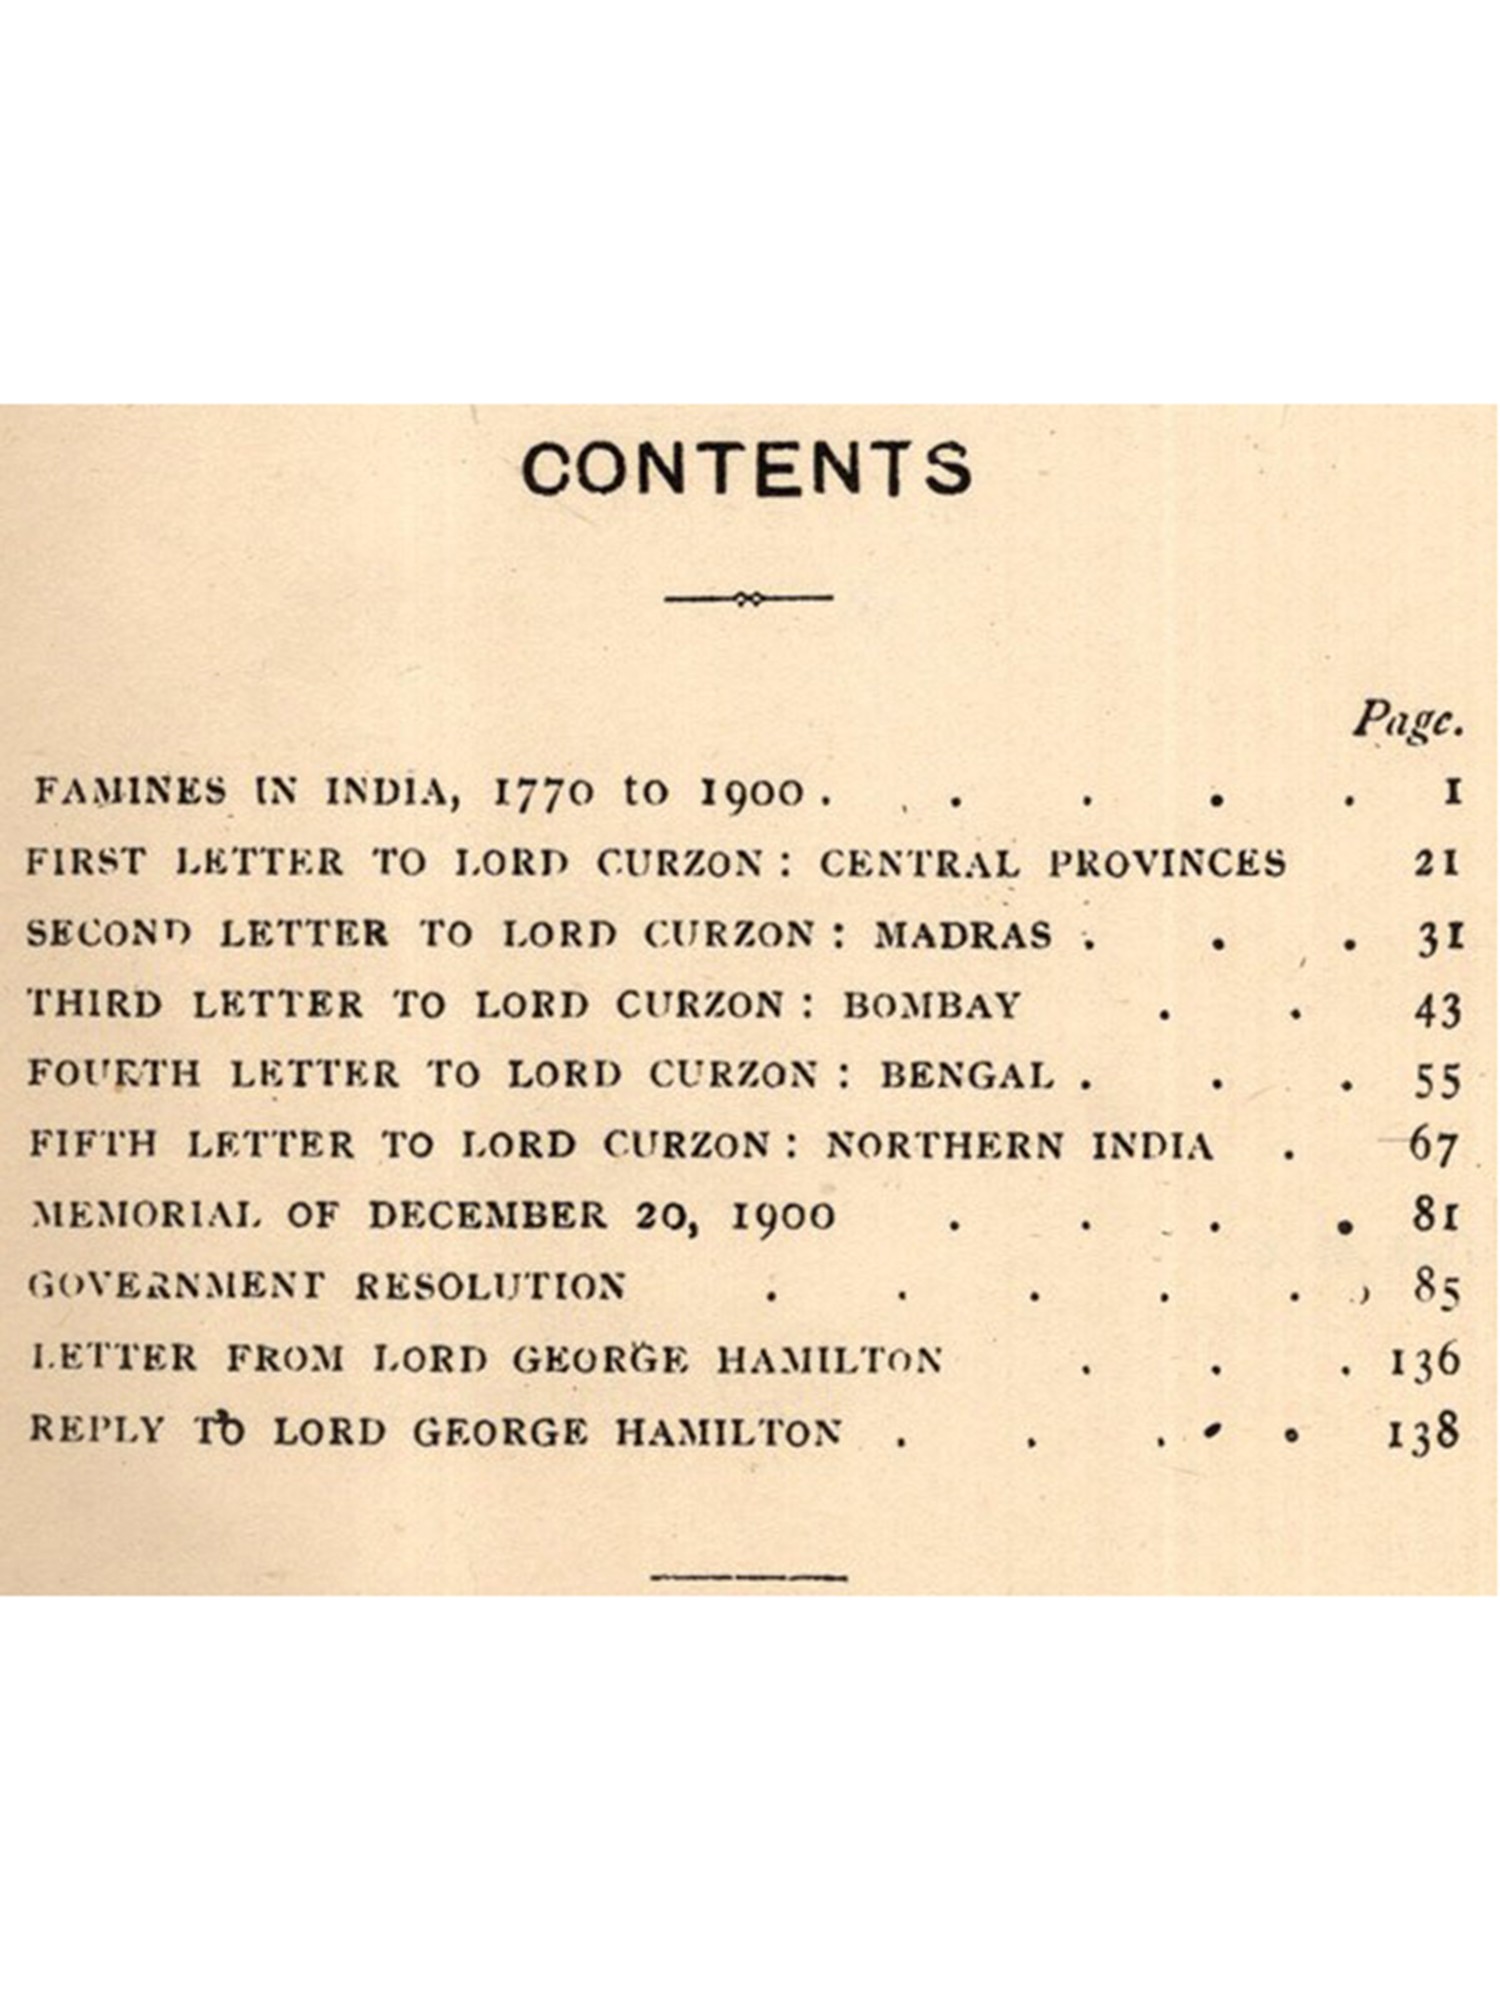 CONTENTS
Page.
FAMINES IN INDIA, 1770 to 1900 . . . . . 1
FIRST LETTER TO LORD CURZON : CENTRAL PROVINCES 21
SECOND LETTER TO LORD CURZON : MADRAS . . . 31
THIRD LETTER TO LORD CURZON : BOMBAY . . 43
FOURTH LETTER TO LORD CURZON : BENGAL . . . 55
FIFTH LETTER TO LORD CURZON : NORTHERN INDIA . 67
MEMORIAL OF DECEMBER 20, 1900 . . . . 81
GOVERNMENT RESOLUTION . . . . . 85
LETTER FROM LORD GEORGE HAMILTON . . . 136
REPLY TO LORD GEORGE HAMILTON . . . . 138